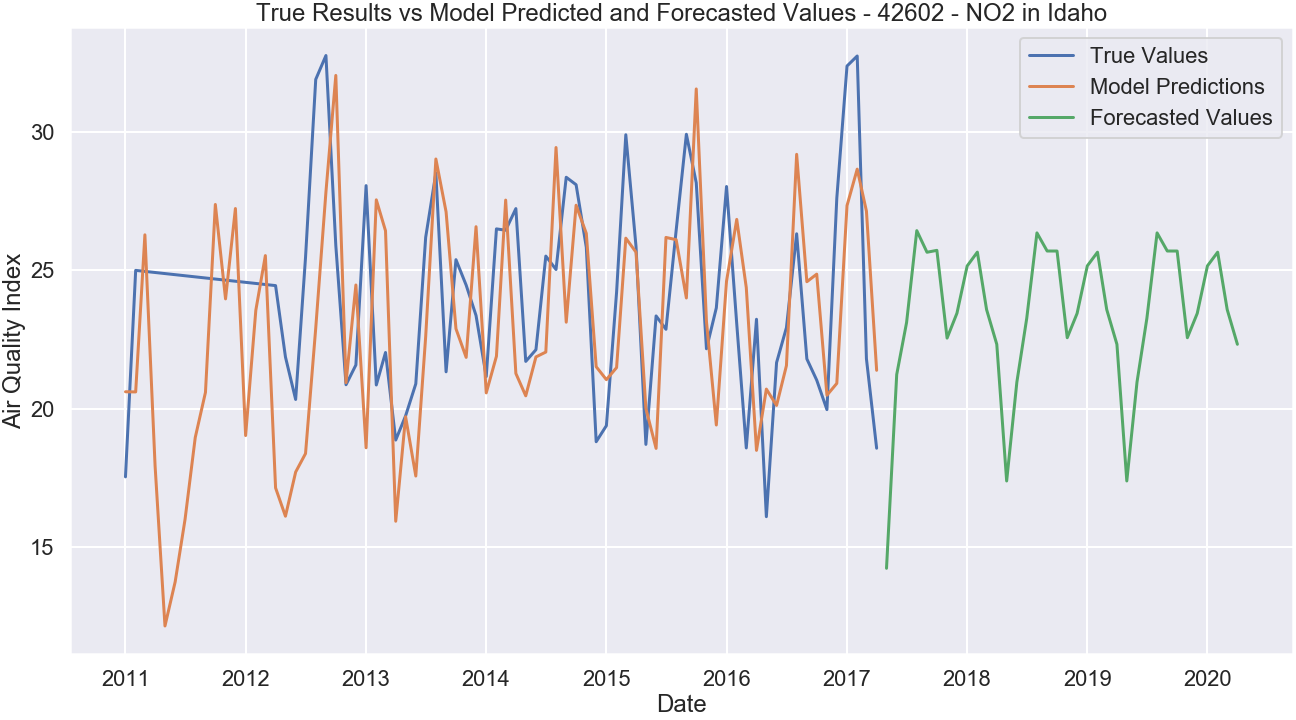 True Results vs Model Predicted and Forecasted Values - 42602 - NO2 in Idaho
True Values
Model Predictions
Forecasted Values
Air Quality Index
30
25
20
15
2011 2012 2013 2014 2015 2016 2017 2018 2019 2020
Date